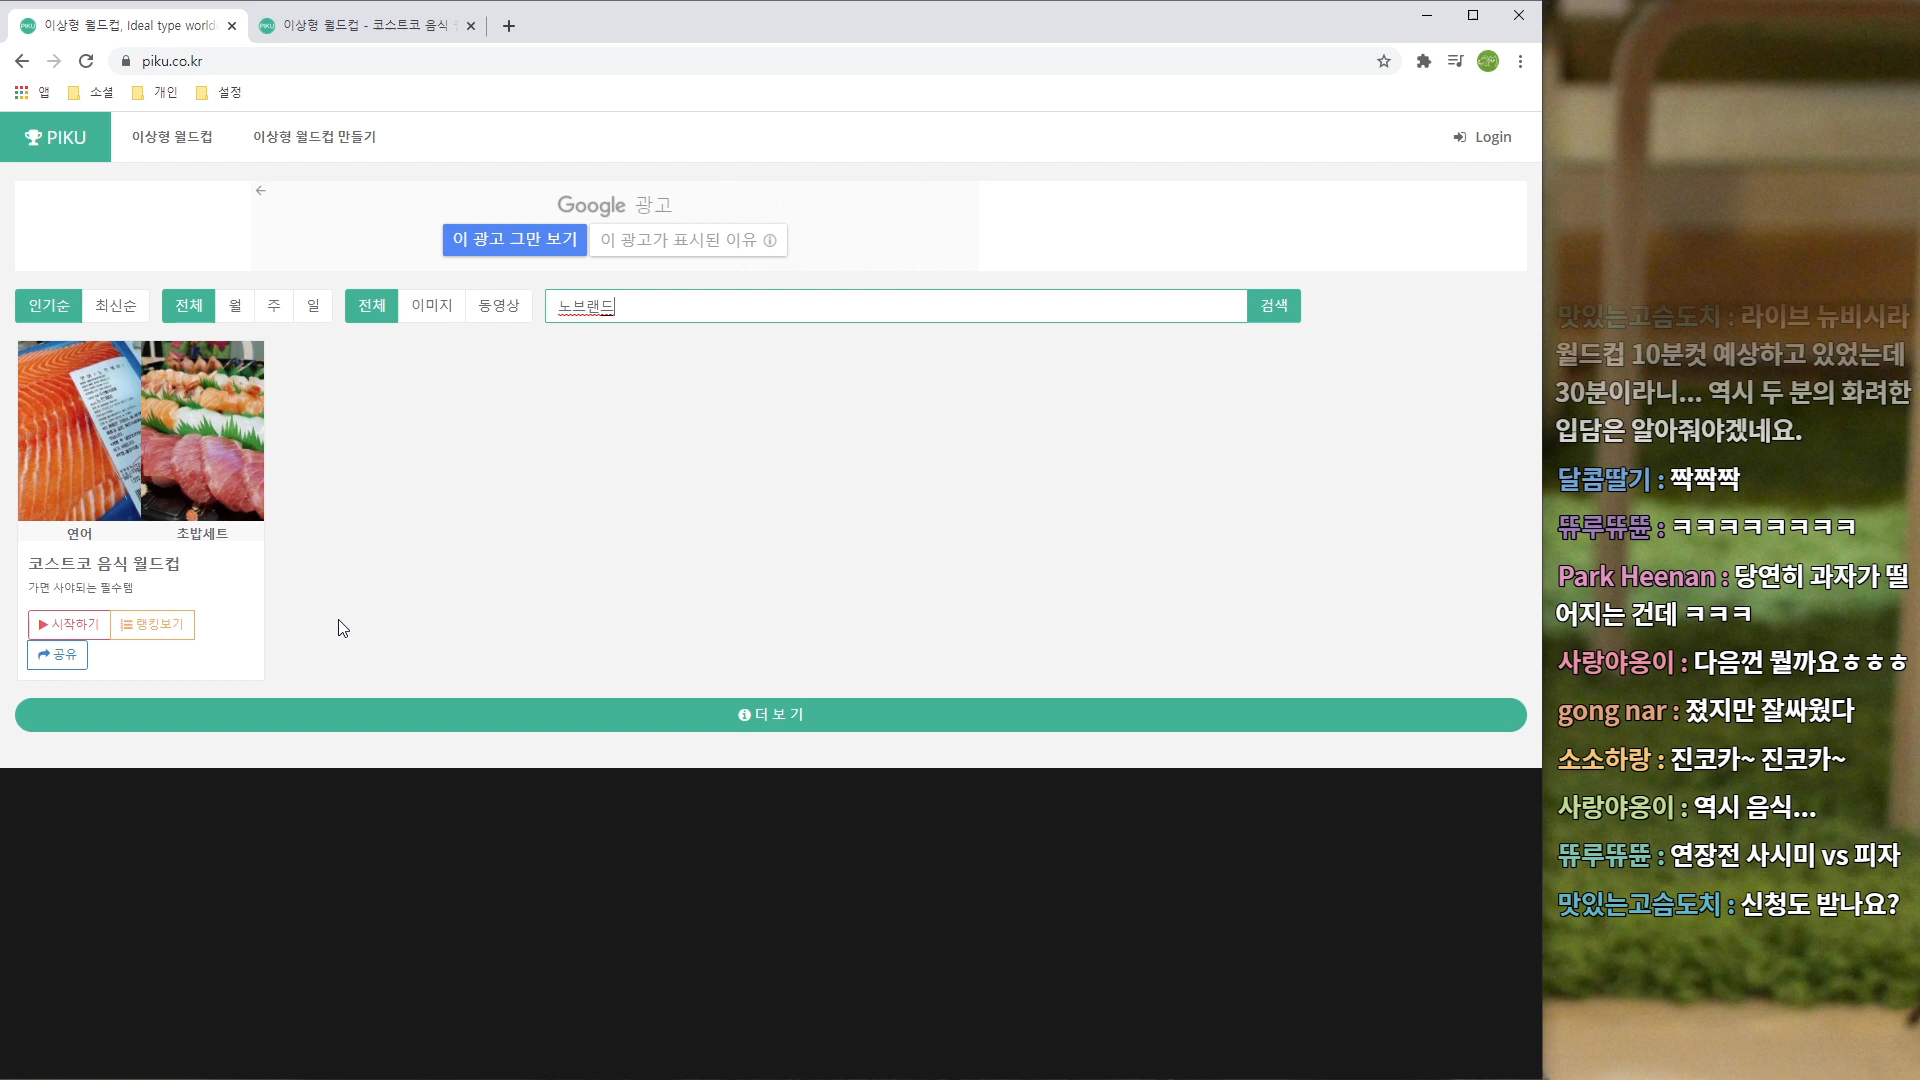 이상형 월드컵, Ideal type world
이상형 월드컵 - 코스트코 음식
piku.co.kr
앱 소셜 개인 설정
PIKU 이상형 월드컵 이상형 월드컵 만들기 Login
Google 광고
이 광고 그만 보기 이 광고가 표시된 이유
인기순 최신순 전체 월 주 일 전체 이미지 동영상 노브랜드 검색
연어 초밥세트
코스트코 음식 월드컵
가면 사야되는 필수템
시작하기 랭킹보기
공유
더 보 기
맛있는고슴도치 : 라이브 뉴비시라
월드컵 10분컷 예상하고 있었는데
30분이라니... 역시 두 분의 화려한
입담은 알아줘야겠네요.
달콤딸기 : 짝짝짝
뜌루뜌뜐 : ㅋㅋㅋㅋㅋㅋㅋㅋ
Park Heenan : 당연히 과자가 떨
어지는 건데 ㅋㅋㅋ
사랑야옹이 : 다음껀 뭘까요ㅎㅎㅎ
gong nar : 졌지만 잘싸웠다
소소하랑 : 진코카~ 진코카~
사랑야옹이 : 역시 음식...
뜌루뜌뜐 : 연장전 사시미 vs 피자
맛있는고슴도치 : 신청도 받나요?